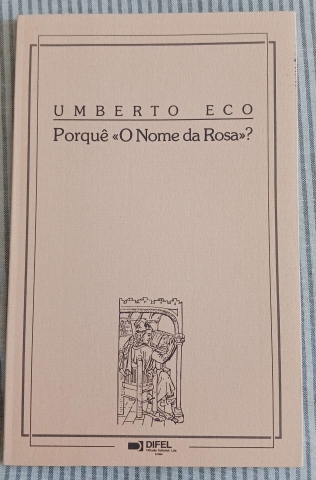 UMBERTO ECO
Porquê «O Nome da Rosa»?
DIFEL